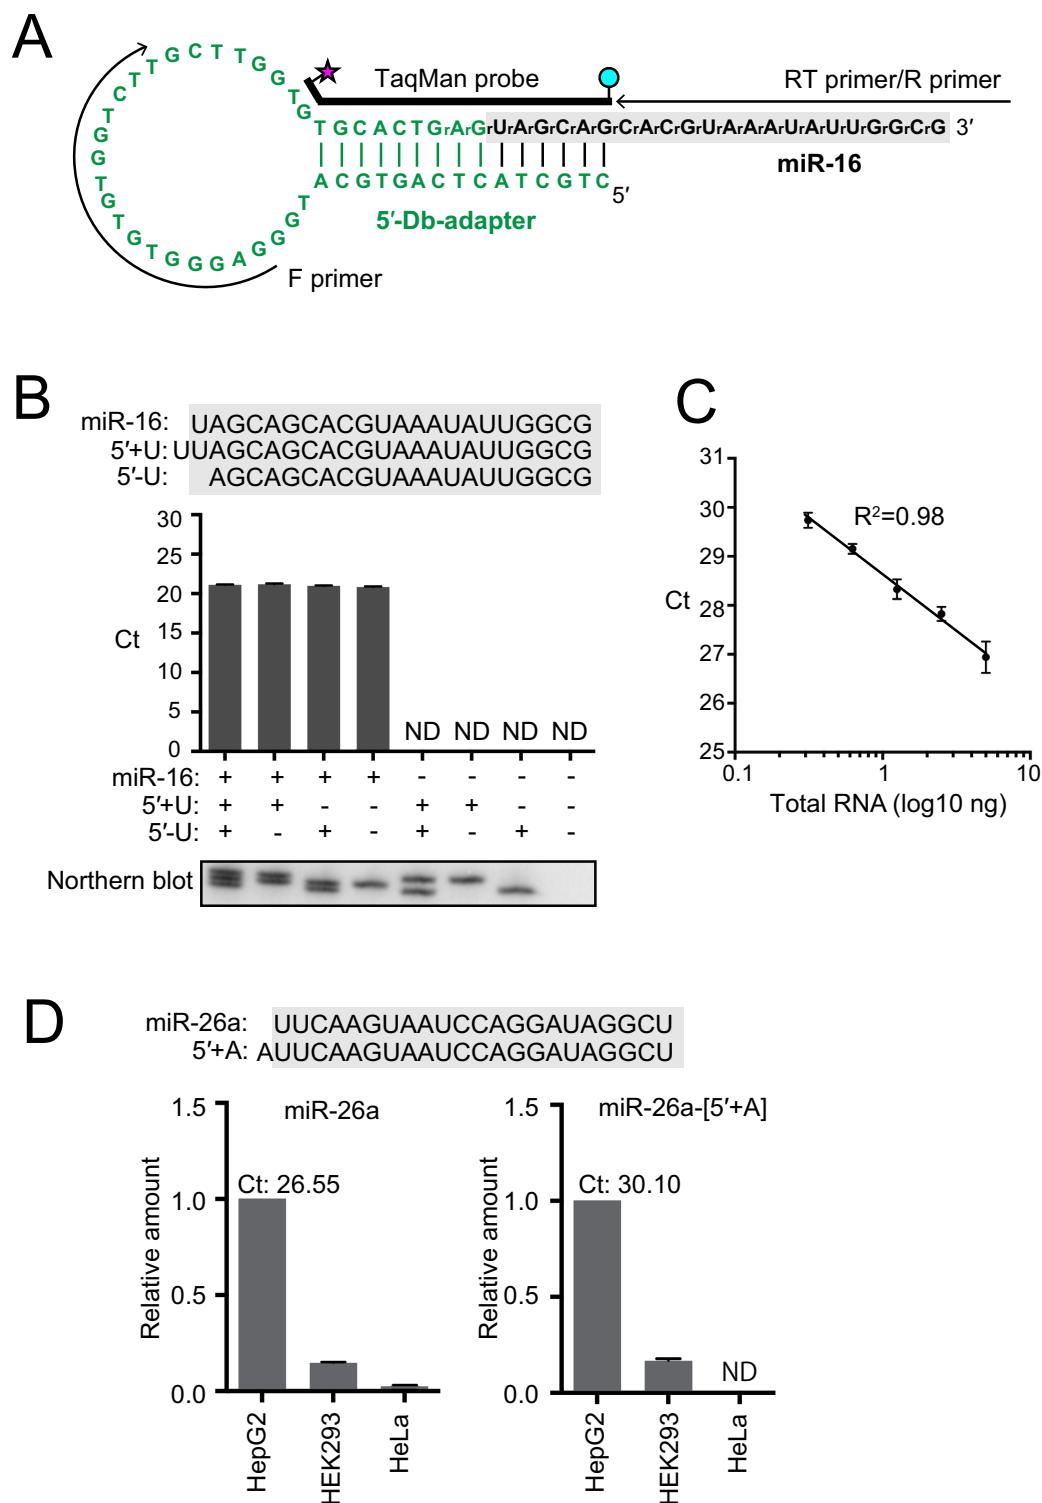 A
TGCTTGGTG
TCTTGGTGTGTGGGAGGGT
TaqMan probe
RT primer/R primer
TGCACTGrArGrUrArGrCrArGrCrArCrGrUrArArArUrArUrUrGrGrCrG 3′
miR-16
ACGTGACTCATCGTC 5′
5′-Db-adapter
F primer
B
miR-16: UAGCAGCACGUAAAUAUUGGCG
5′+U: UUAGCAGCACGUAAAUAUUGGCG
5′-U: AGCAGCACGUAAAUAUUGGCG
30
25
20
15
10
5
0
Ct
ND ND ND ND
miR-16: + + + + - - - -
5′+U: + + - - + + - -
5′-U: + - + - + - + -
Northern blot
C
31
30
29
28
27
26
25
Ct
R²=0.98
0.1 1 10
Total RNA (log10 ng)
D
miR-26a: UUCAAGUAAUCCAGGAUAGGCU
5′+A: AUUCAAGUAAUCCAGGAUAGGCU
miR-26a
1.5
1.0
0.5
0.0
Relative amount
Ct: 26.55
HepG2
HEK293
HeLa
miR-26a-[5′+A]
1.5
1.0
0.5
0.0
Relative amount
Ct: 30.10
ND
HepG2
HEK293
HeLa